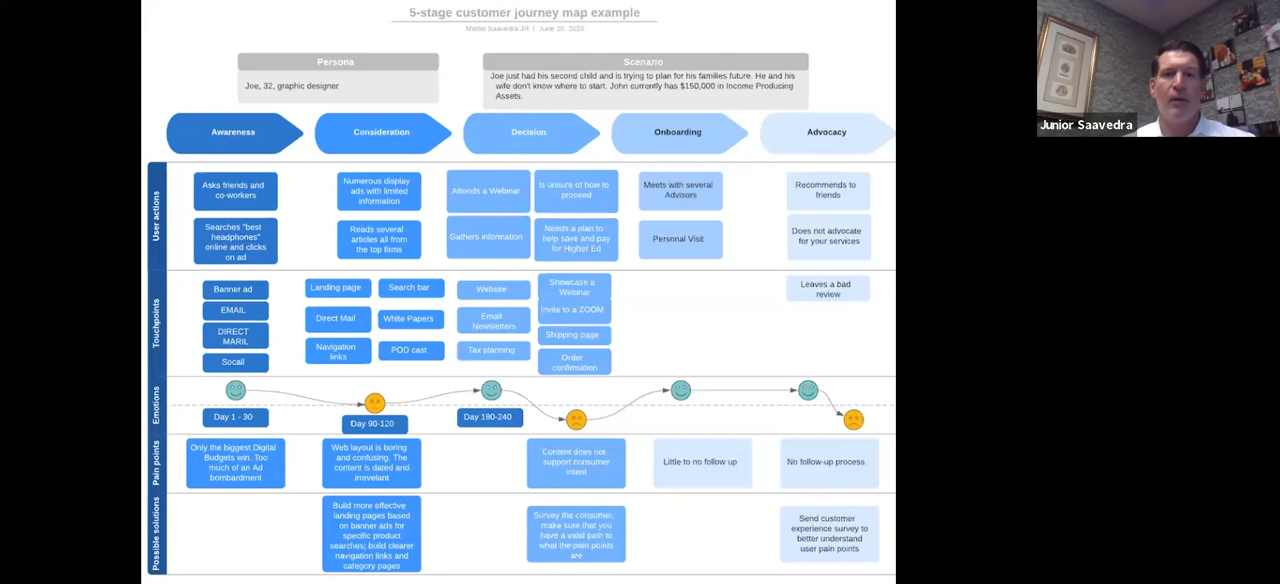 5-stage customer journey map example
Maitej Saavedra JR | June 10, 2020
Junior Saavedra
Persona
Joe, 32, graphic designer
Scenario
Joe just had his second child and is trying to plan for his families future. He and his
wife don't know where to start. John currently has $150,000 in Income Producing
Assets.
Awareness
Consideration
Decision
Onboarding
Advocacy
User actions
Asks friends and
co-workers
Searches "best
headphones"
online and clicks
on ad
Numerous display
ads with limited
information
Reads several
articles all from
the top firms
Attends a Webinar
Gathers information
Is unsure of how to
proceed
Needs a plan to
help save and pay
for Higher Ed
Meets with several
Advisors
Personal Visit
Recommends to
friends
Does not advocate
for your services
Touchpoints
Banner ad
EMAIL
DIRECT
MARIL
Socail
Landing page
Direct Mail
Navigation
links
Search bar
White Papers
POD cast
Website
Email
Newsletters
Tax planning
Showcase a
Webinar
Invite to a ZOOM
Shipping page
Order
confirmation
Leaves a bad
review
Emotions
Day 1 - 30
Day 90-120
Day 180-240
Pain points
Only the biggest Digital
Budgets win. Too
much of an Ad
bombardment
Web layout is boring
and confusing. The
content is dated and
irrevelant
Content does not
support consumer
intent
Little to no follow up
No follow-up process.
Possible solutions
Build more effective
landing pages based
on banner ads for
specific product
searches; build clearer
navigation links and
category pages
Survey the consumer,
make sure that you
have a valid path to
what the pain points
are
Send customer
experience survey to
better understand
user pain points